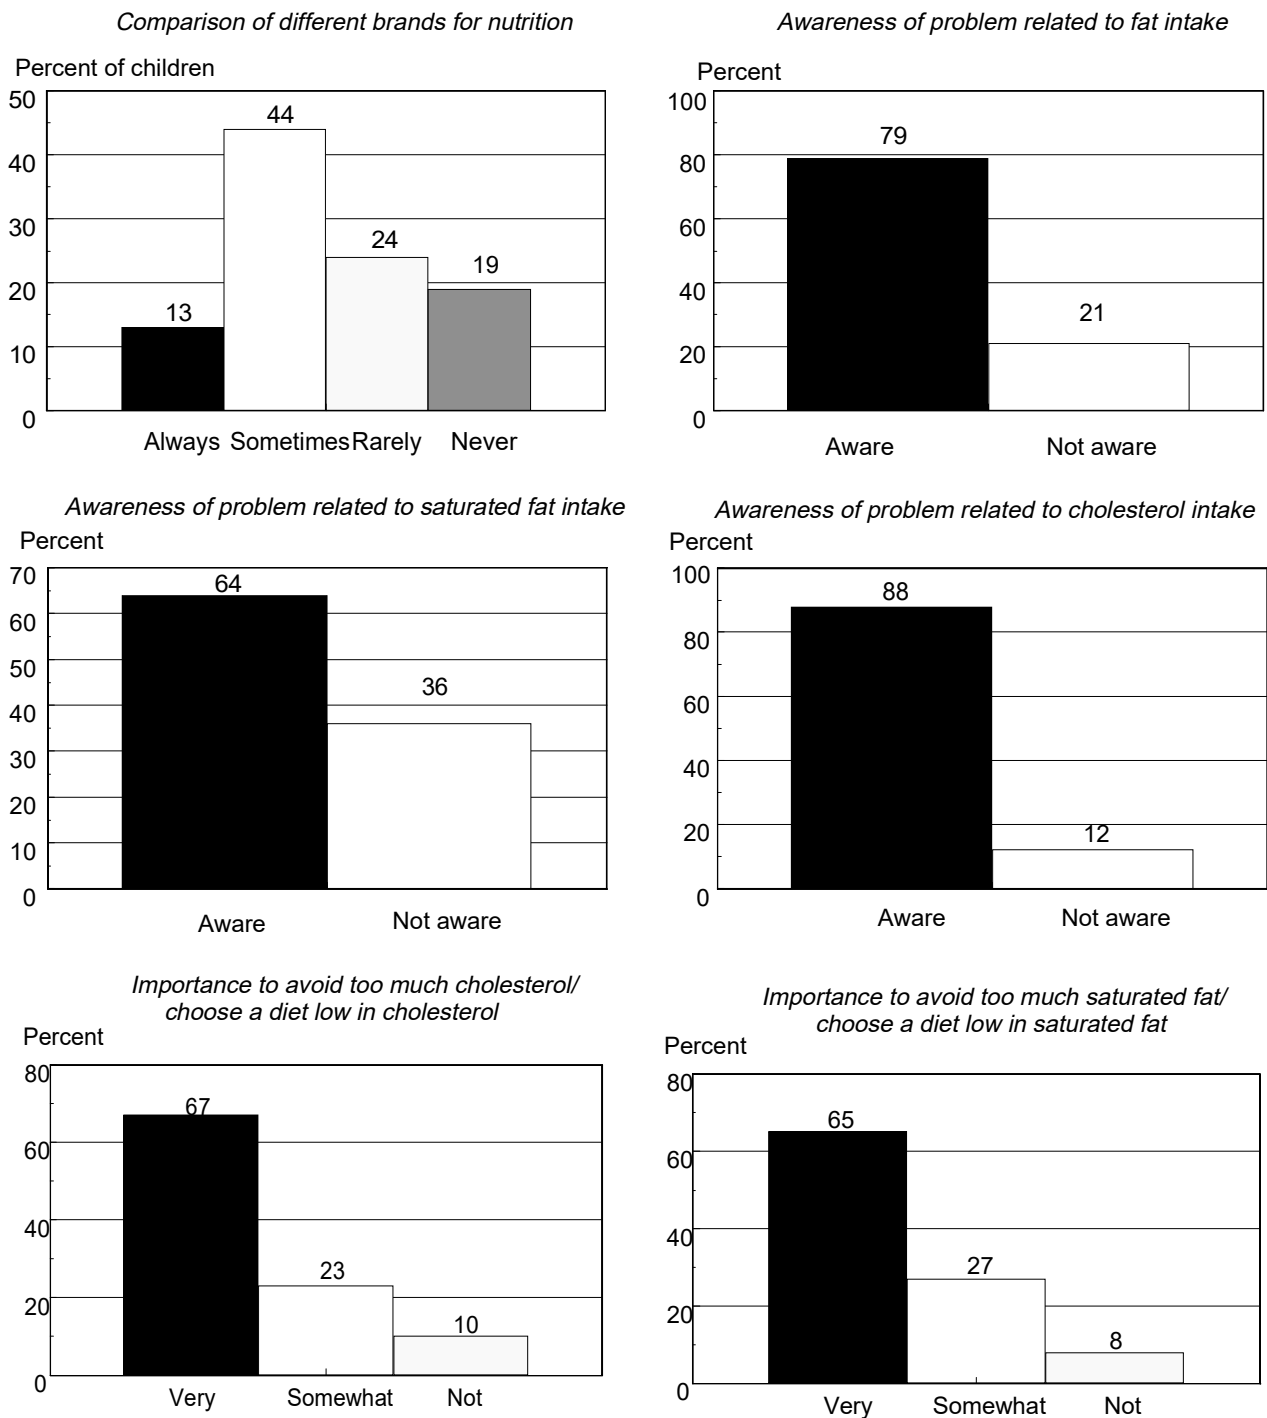 Comparison of different brands for nutrition
Percent of children
50
40
30
20
10
0
13
44
24
19
Always Sometimes Rarely Never
Awareness of problem related to fat intake
Percent
100
80
60
40
20
0
79
21
Aware Not aware
Awareness of problem related to saturated fat intake
Percent
70
60
50
40
30
20
10
0
64
36
Aware Not aware
Awareness of problem related to cholesterol intake
Percent
100
80
60
40
20
0
88
12
Aware Not aware
Importance to avoid too much cholesterol/
choose a diet low in cholesterol
Percent
80
60
40
20
0
67
23
10
Very Somewhat Not
Importance to avoid too much saturated fat/
choose a diet low in saturated fat
Percent
80
60
40
20
0
65
27
8
Very Somewhat Not